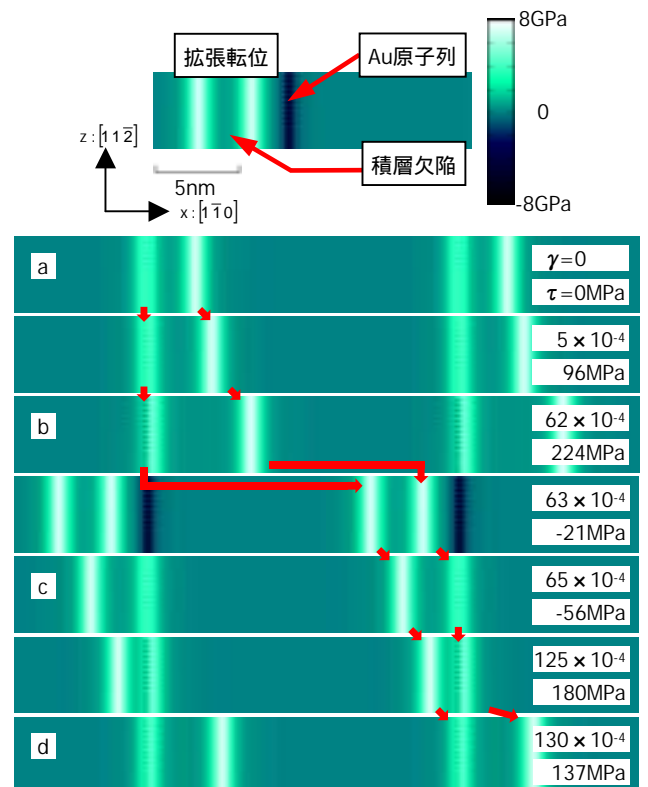 8GPa
拡張転位
Au原子列
0
z : [1 1 2̄]
積層欠陥
5nm
x : [1 1̄ 0]
-8GPa
a
γ=0
τ=0MPa
5×10⁻⁴
96MPa
b
62×10⁻⁴
224MPa
63×10⁻⁴
-21MPa
c
65×10⁻⁴
-56MPa
125×10⁻⁴
180MPa
d
130×10⁻⁴
137MPa